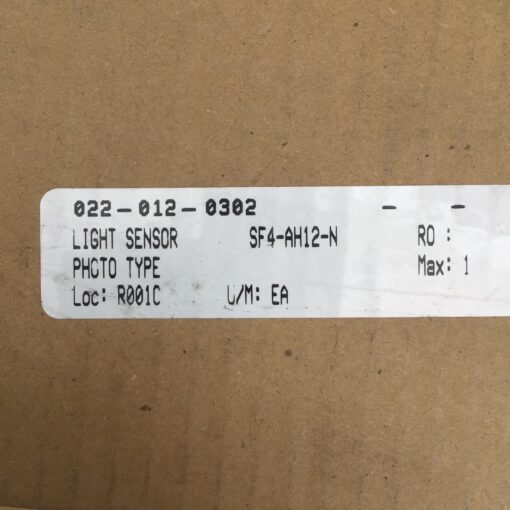 022-012-0302 - -
LIGHT SENSOR SF4-AH12-N RO :
PHOTO TYPE Max: 1
Loc: R001C U/M: EA